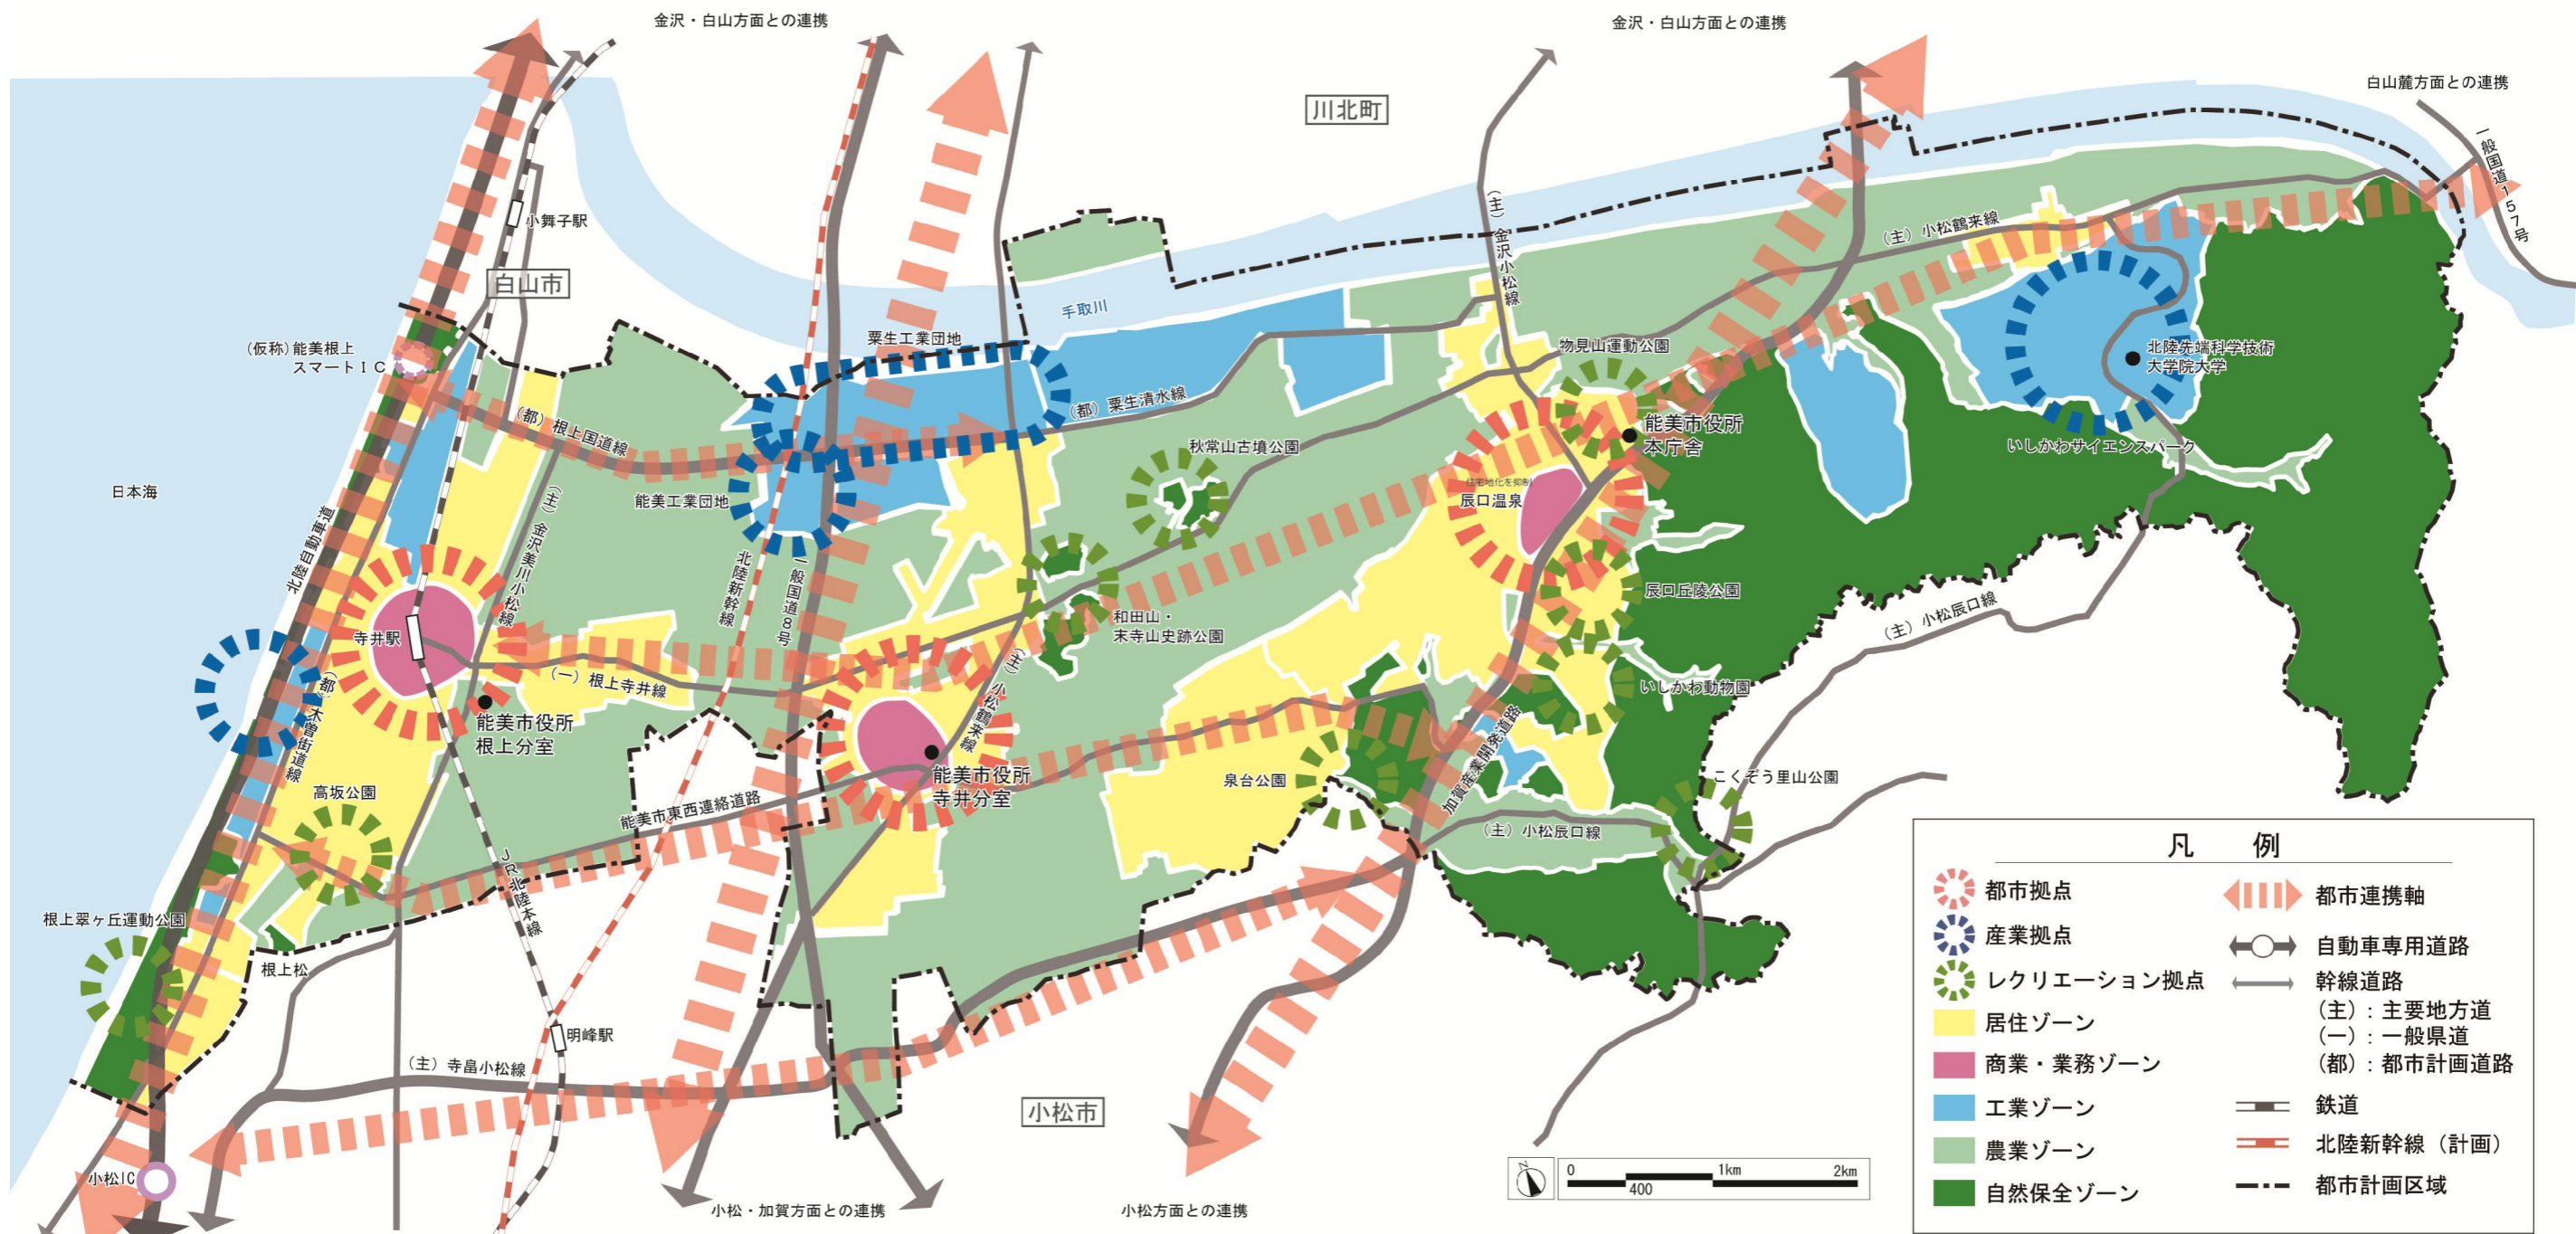 金沢・白山方面との連携
金沢・白山方面との連携
白山麓方面との連携
川北町
一般国道157号
小舞子駅
白山市
(主)金沢小松線
(主)小松鶴来線
手取川
(仮称)能美根上
スマートIC
粟生工業団地
物見山運動公園
北陸先端科学技術
大学院大学
(都)粟生清水線
(都)根上国道線
秋常山古墳公園
能美市役所
本庁舎
いしかわサイエンスパーク
日本海
能美工業団地
住宅地化を抑制
辰口温泉
北陸自動車道
(主)金沢美川小松線
北陸新幹線
一般国道8号
辰口丘陵公園
(主)小松辰口線
寺井駅
和田山・
末寺山史跡公園
(一)根上寺井線
(主)小松鶴来線
いしかわ動物園
(都)木曽街道線
能美市役所
根上分室
加賀産業開発道路
能美市役所
寺井分室
泉台公園
こくぞう里山公園
高坂公園
能美市東西連絡道路
(主)小松辰口線
JR北陸本線
根上翠ヶ丘運動公園
根上松
明峰駅
(主)寺畠小松線
小松市
小松IC
小松・加賀方面との連携
小松方面との連携
N
0
400
1km
2km
凡 例
都市拠点
産業拠点
レクリエーション拠点
居住ゾーン
商業・業務ゾーン
工業ゾーン
農業ゾーン
自然保全ゾーン
都市連携軸
自動車専用道路
幹線道路
(主):主要地方道
(一):一般県道
(都):都市計画道路
鉄道
北陸新幹線(計画)
都市計画区域